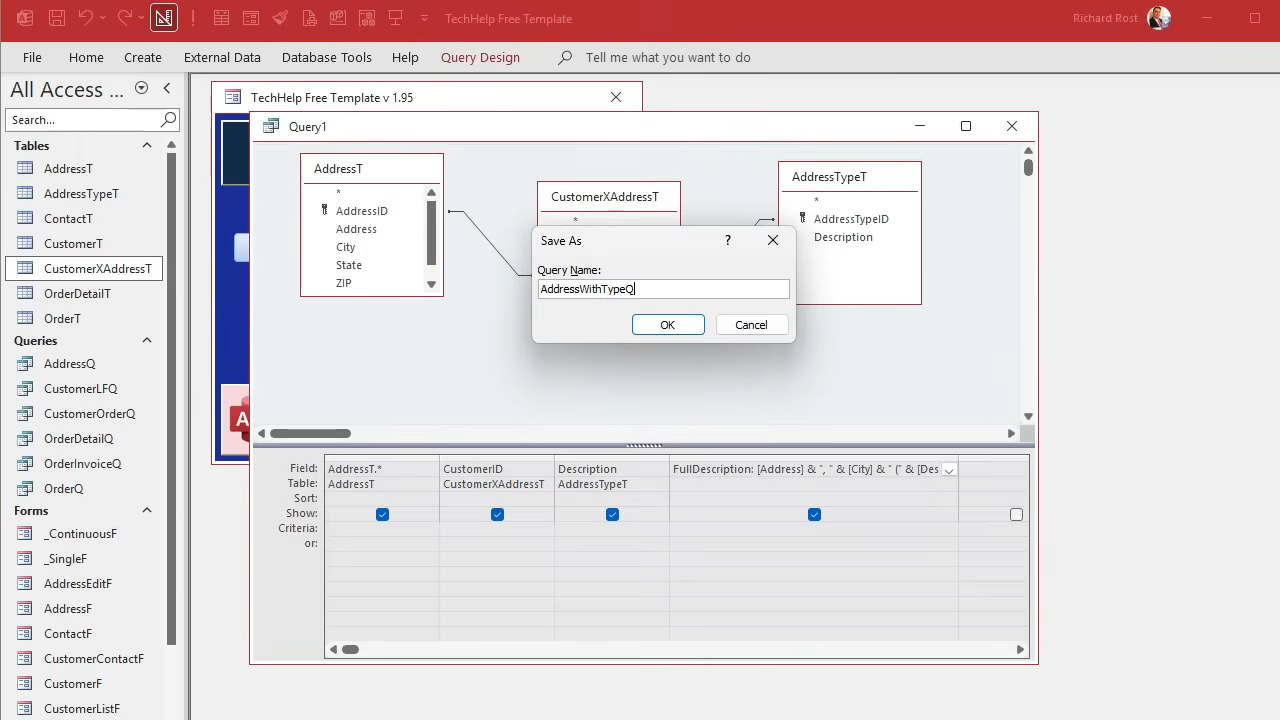 TechHelp Free Template
Richard Rost
File Home Create External Data Database Tools Help Query Design Tell me what you want to do
All Access ...
Search...
Tables
AddressT
AddressTypeT
ContactT
CustomerT
CustomerXAddressT
OrderDetailT
OrderT
Queries
AddressQ
CustomerLFQ
CustomerOrderQ
OrderDetailQ
OrderInvoiceQ
OrderQ
Forms
_ContinuousF
_SingleF
AddressEditF
AddressF
ContactF
CustomerContactF
CustomerF
CustomerListF
TechHelp Free Template v 1.95
Query1
AddressT
*
AddressID
Address
City
State
ZIP
CustomerXAddressT
*
AddressTypeT
*
AddressTypeID
Description
Save As
?
Query Name:
AddressWithTypeQ
OK Cancel
Field: AddressT.* CustomerID Description FullDescription: [Address] & ", " & [City] & " (" & [Des
Table: AddressT CustomerXAddressT AddressTypeT
Sort:
Show:
Criteria:
or: